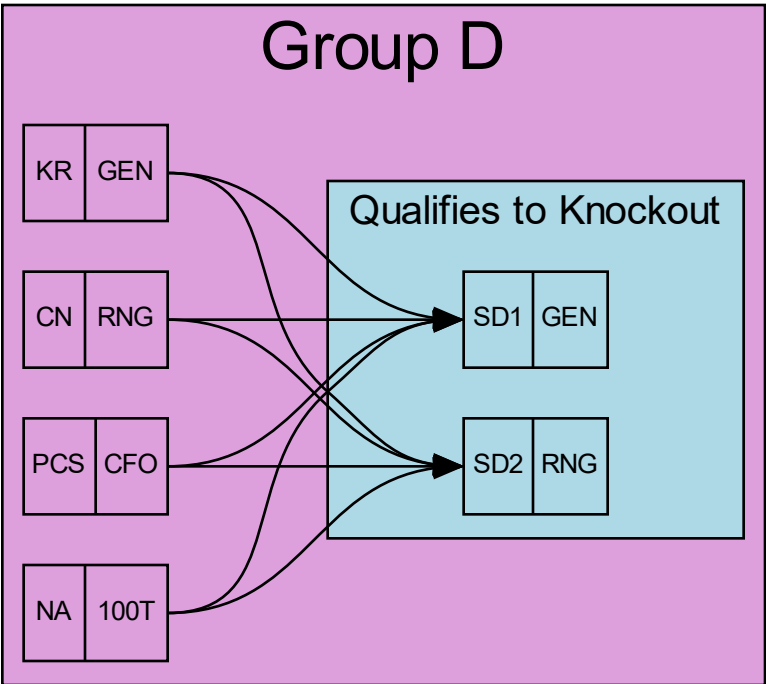 Group D
KR GEN
Qualifies to Knockout
CN RNG
SD1 GEN
PCS CFO
SD2 RNG
NA 100T